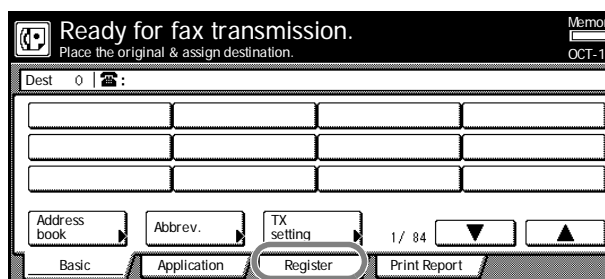 Ready for fax transmission.
Place the original & assign destination.
OCT-1
Dest 0 ☎:
Address
book
Abbrev.
TX
setting
1/ 84
Basic Application Register Print Report